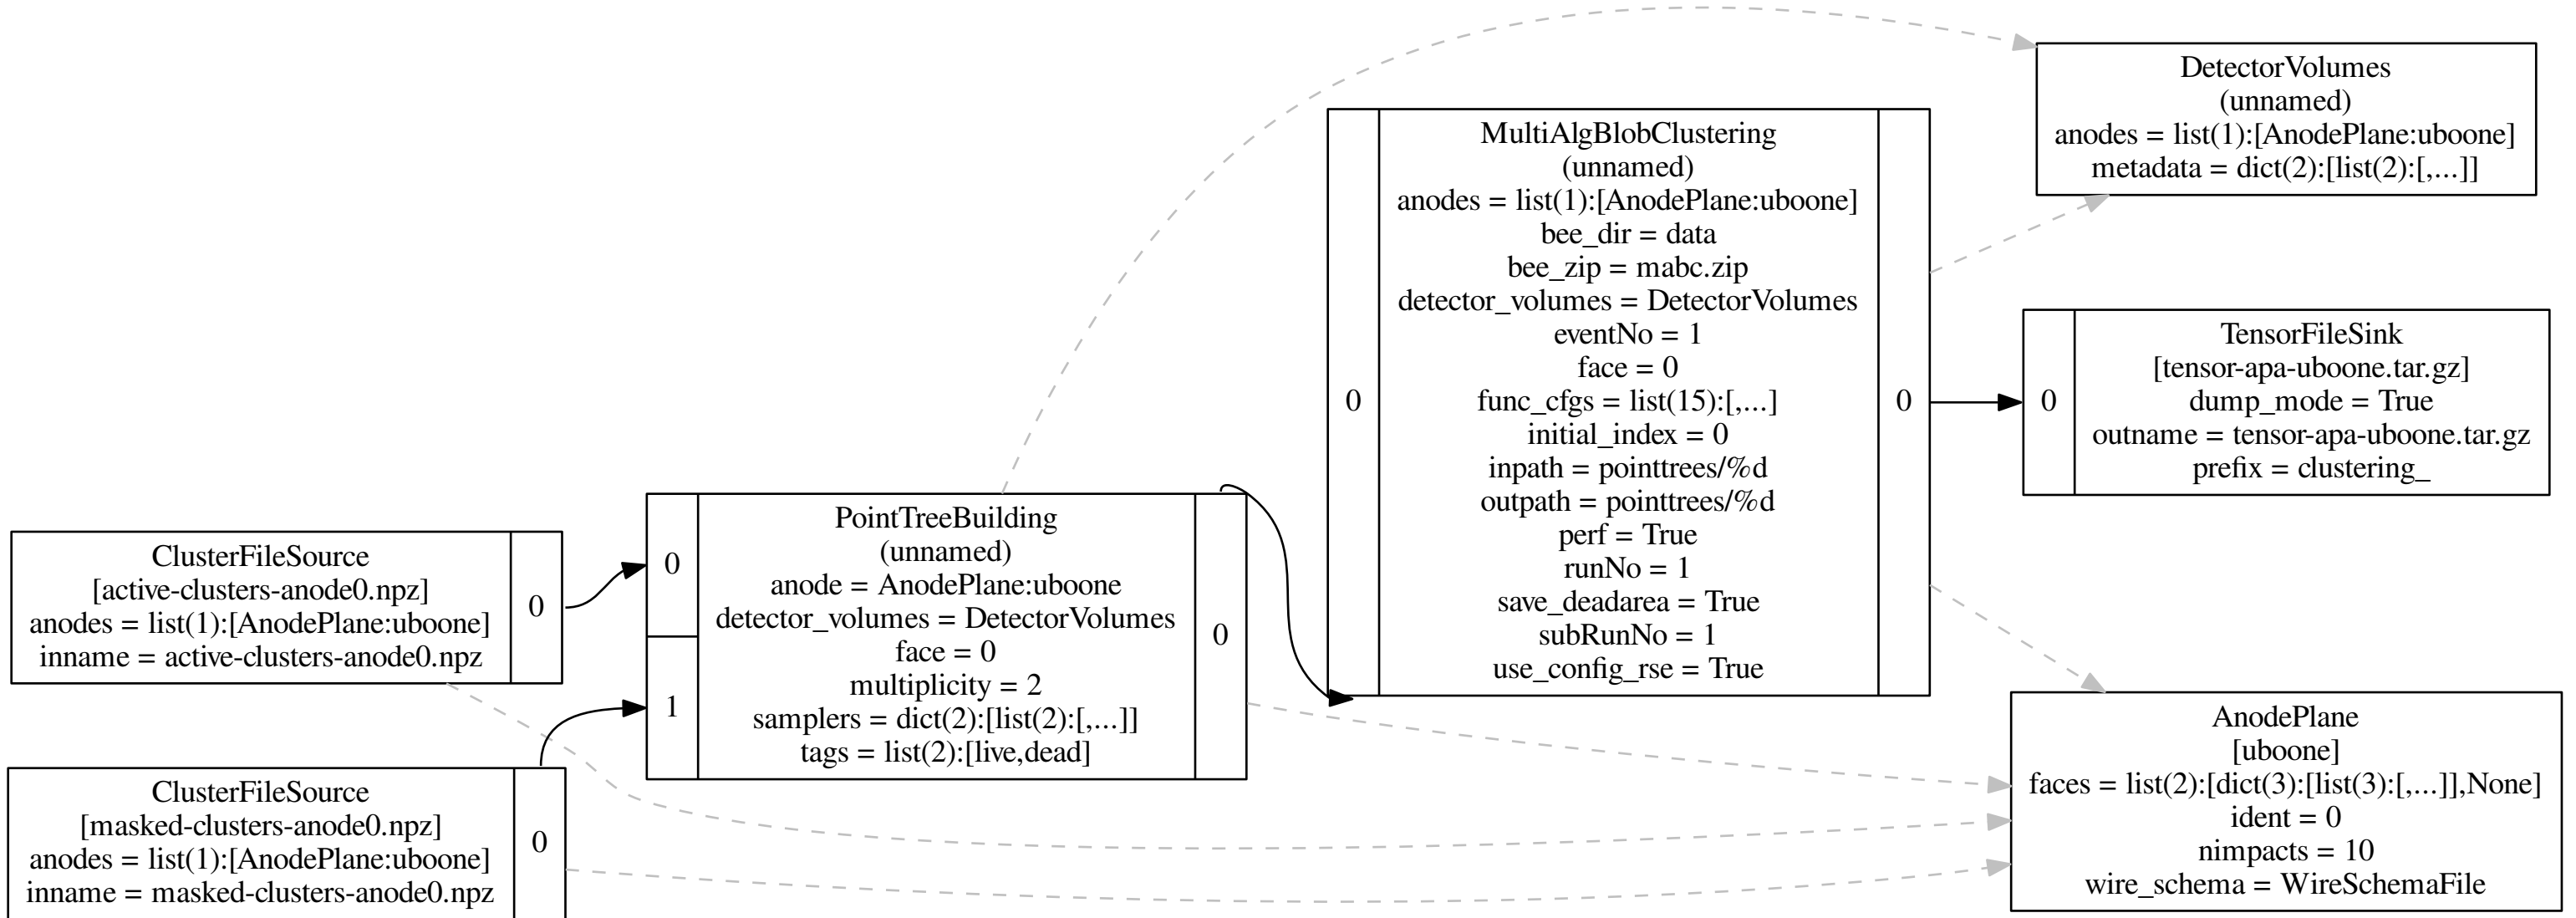 DetectorVolumes
(unnamed)
anodes = list(1):[AnodePlane:uboone]
metadata = dict(2):[list(2):[,...]]
0
MultiAlgBlobClustering
(unnamed)
anodes = list(1):[AnodePlane:uboone]
bee_dir = data
bee_zip = mabc.zip
detector_volumes = DetectorVolumes
eventNo = 1
face = 0
func_cfgs = list(15):[,...]
initial_index = 0
inpath = pointtrees/%d
outpath = pointtrees/%d
perf = True
runNo = 1
save_deadarea = True
subRunNo = 1
use_config_rse = True
0
0
TensorFileSink
[tensor-apa-uboone.tar.gz]
dump_mode = True
outname = tensor-apa-uboone.tar.gz
prefix = clustering_
ClusterFileSource
[active-clusters-anode0.npz]
anodes = list(1):[AnodePlane:uboone]
inname = active-clusters-anode0.npz
0
0
1
PointTreeBuilding
(unnamed)
anode = AnodePlane:uboone
detector_volumes = DetectorVolumes
face = 0
multiplicity = 2
samplers = dict(2):[list(2):[,...]]
tags = list(2):[live,dead]
0
ClusterFileSource
[masked-clusters-anode0.npz]
anodes = list(1):[AnodePlane:uboone]
inname = masked-clusters-anode0.npz
0
AnodePlane
[uboone]
faces = list(2):[dict(3):[list(3):[,...]],None]
ident = 0
nimpacts = 10
wire_schema = WireSchemaFile